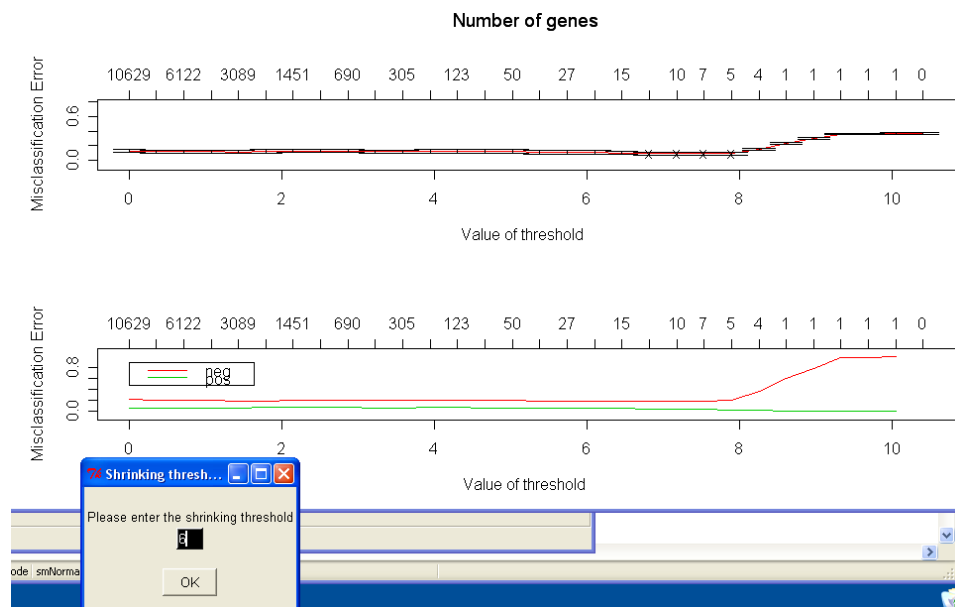 Number of genes
10629 6122 3089 1451 690 305 123 50 27 15 10 7 5 4 1 1 1 1 0
Misclassification Error
0.6
0.0
0 2 4 6 8 10
Value of threshold
10629 6122 3089 1451 690 305 123 50 27 15 10 7 5 4 1 1 1 1 0
Misclassification Error
0.8
0.0
neg
pos
0 2 4 6 8 10
Value of threshold
Shrinking thresh...
Please enter the shrinking threshold
6
OK
ode smNorma